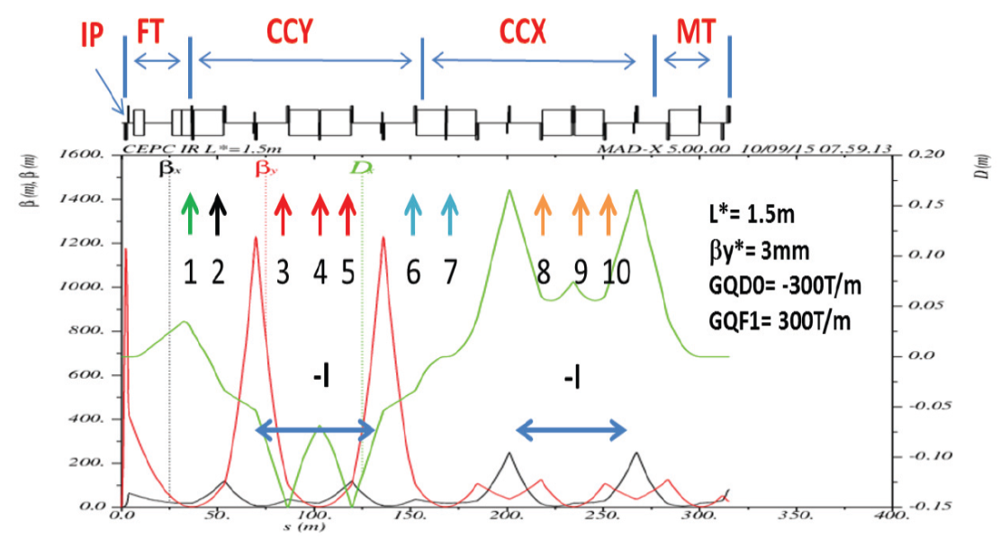 IP FT CCY CCX MT
CEPC IR L*=1.5m MAD-X 5.00.00 10/09/15 07.59.13
βx βy Dx
β (m), β (m)
D (m)
1600.
1400.
1200.
1000.
800.
600.
400.
200.
0.0
0.20
0.15
0.10
0.05
0.0
-0.05
-0.10
-0.15
1 2 3 4 5 6 7 8 9 10
L*= 1.5m
βy*= 3mm
GQD0= -300T/m
GQF1= 300T/m
-I -I
0.0 50. 100. 150. 200. 250. 300. 350. 400.
s (m)